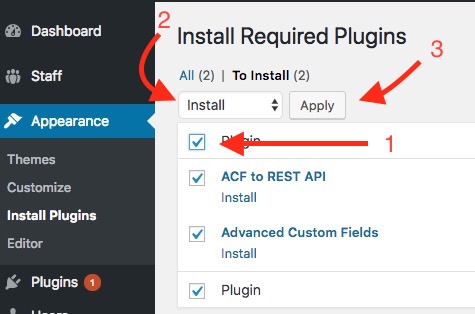 2
Dashboard
Staff
Appearance
Themes
Customize
Install Plugins
Editor
Plugins 1
Users
Install Required Plugins
3
All (2) | To Install (2)
Install Apply
Plugin
1
ACF to REST API
Install
Advanced Custom Fields
Install
Plugin